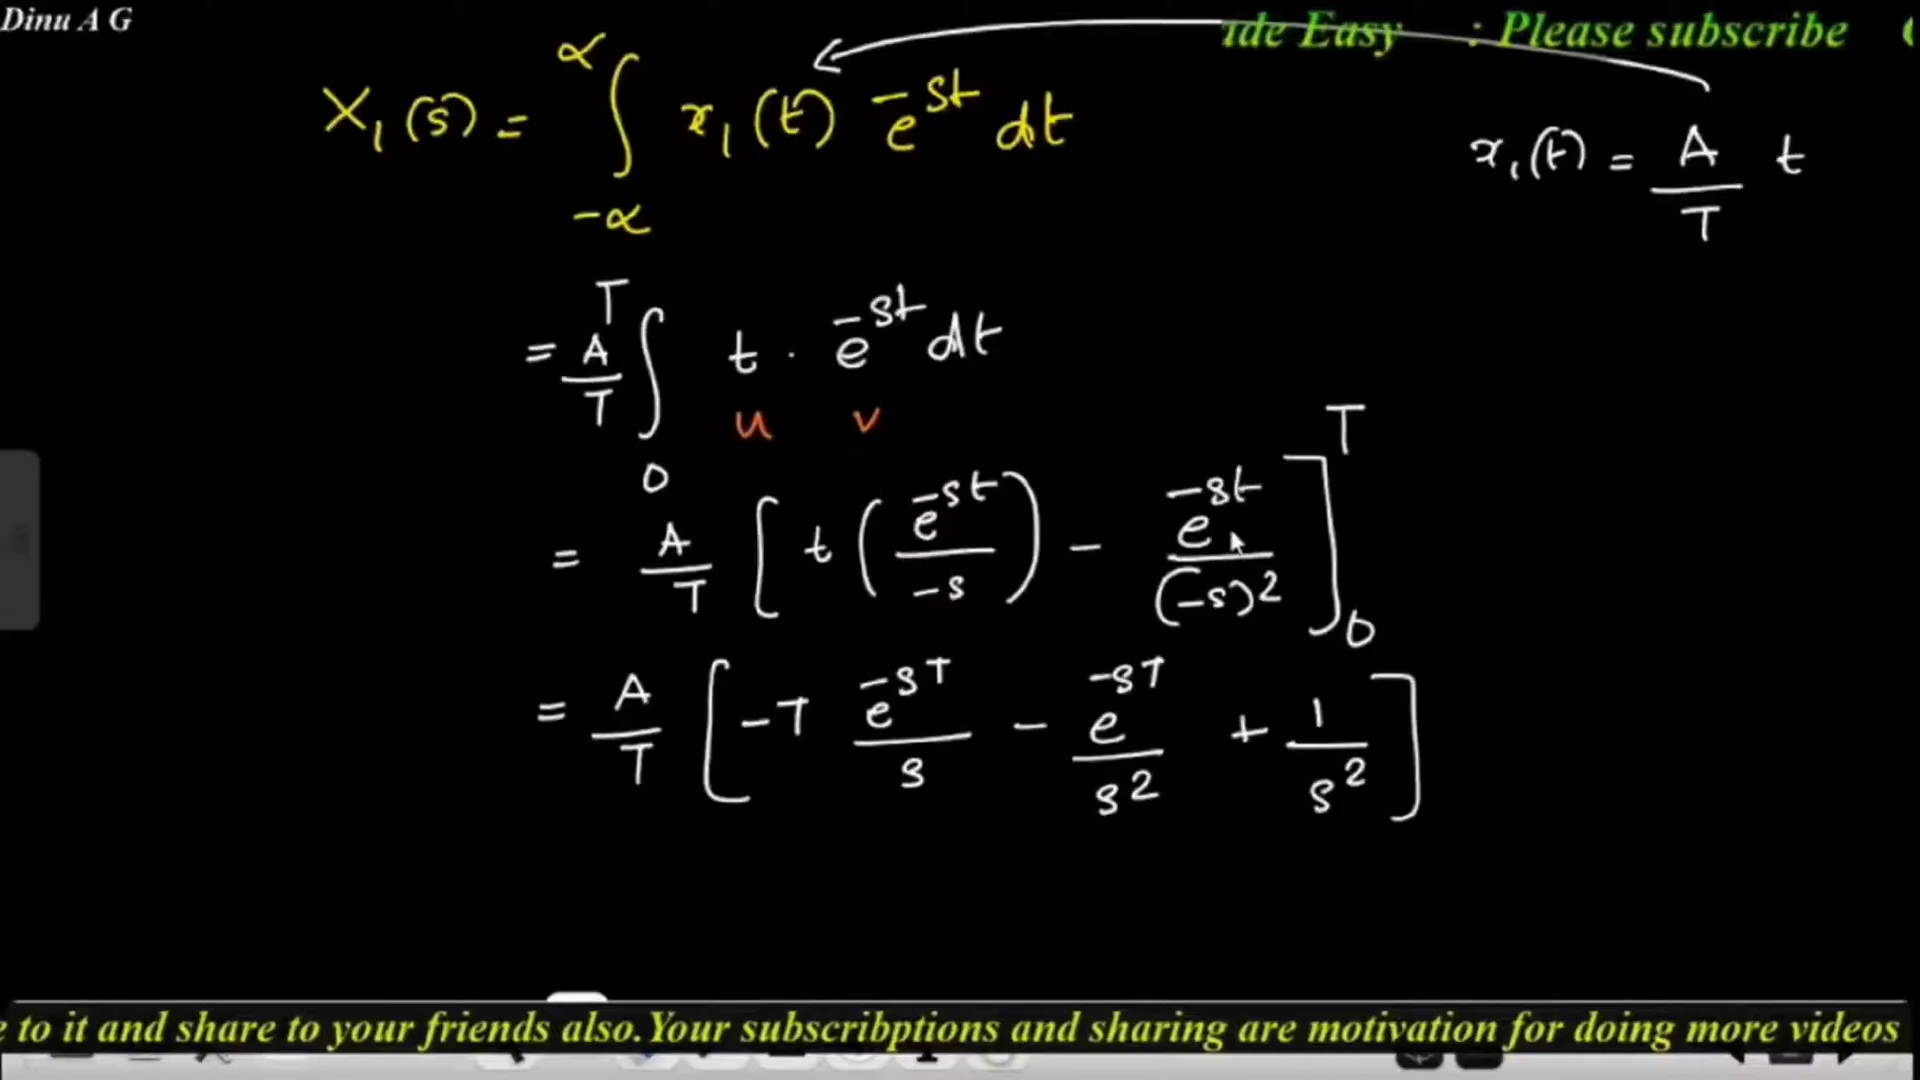 Dinu A G
ide Easy : Please subscribe
X₁(s) = ∫_{-α}^{α} x₁(t) e^{-st} dt
x₁(t) = A/T t
= A/T ∫_0^T t . e^{-st} dt
u v
= A/T [ t ( e^{-st}/-s ) - e^{-st}/(-s)² ]_0^T
= A/T [ -T e^{-sT}/s - e^{-sT}/s² + 1/s² ]
e to it and share to your friends also. Your subscribptions and sharing are motivation for doing more videos